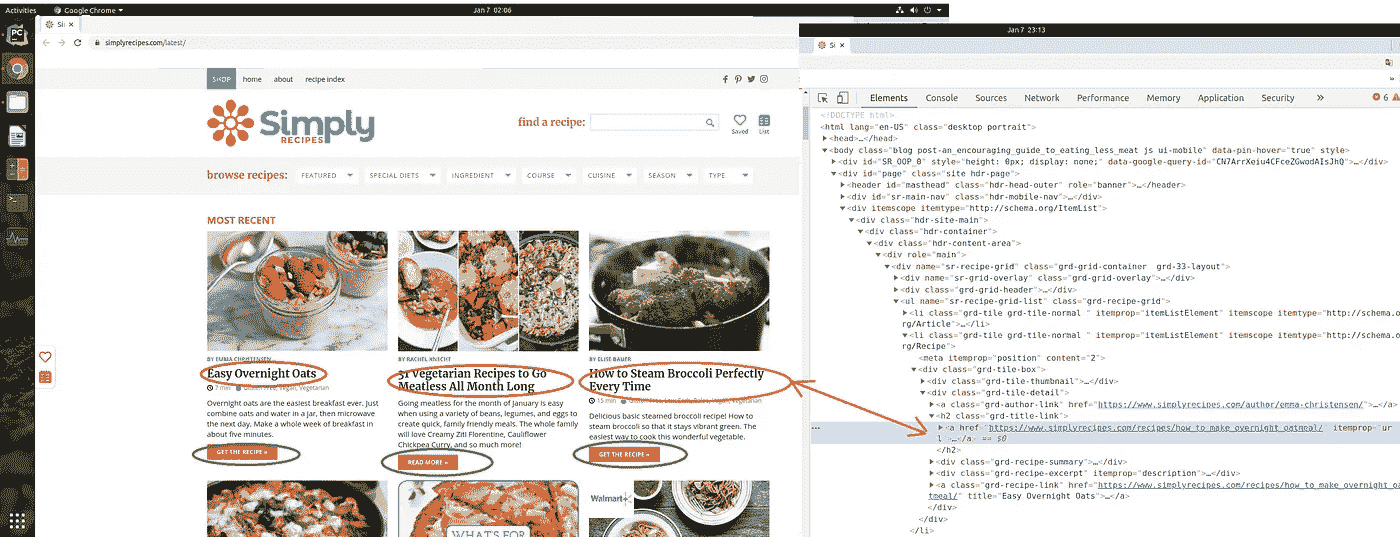 Activities
Google Chrome ▾
Jan 7 02:06
Si ×
simplyrecipes.com/latest/
SHOP home about recipe index
Simply
RECIPES
find a recipe:
Saved
List
browse recipes: FEATURED SPECIAL DIETS INGREDIENT COURSE CUISINE SEASON TYPE
MOST RECENT
BY EMMA CHRISTENSEN
Easy Overnight Oats
7 min Gluten-Free, Vegan, Vegetarian
Overnight oats are the easiest breakfast ever. Just
combine oats and water in a jar, then microwave
the next day. Make a whole week of breakfast in
about five minutes.
GET THE RECIPE »
BY RACHEL KNECHT
31 Vegetarian Recipes to Go
Meatless All Month Long
Going meatless for the month of January is easy
when using a variety of beans, legumes, and eggs to
create quick, family friendly meals. The whole family
will love Creamy Ziti Florentine, Cauliflower
Chickpea Curry, and so much more!
READ MORE »
BY ELISE BAUER
How to Steam Broccoli Perfectly
Every Time
15 min
Delicious basic steamed broccoli recipe! How to
steam broccoli so that it stays vibrant green. The
easiest way to cook this wonderful vegetable.
GET THE RECIPE »
WHAT'S FOR
Walmart
Jan 7 23:13
Si ×
Elements Console Sources Network Performance Memory Application Security » 6
<!DOCTYPE html>
<html lang="en-US" class="desktop portrait">
▶<head>…</head>
▼<body class="blog post-an_encouraging_guide_to_eating_less_meat js ui-mobile" data-pin-hover="true" style>
▶<div id="SR_OOP_0" style="height: 0px; display: none;" data-google-query-id="CN7ArrXeiu4CFceZGwodAIsJhQ">…</div>
▼<div id="page" class="site hdr-page">
▶<header id="masthead" class="hdr-head-outer" role="banner">…</header>
▶<div id="sr-main-nav" class="hdr-mobile-nav">…</div>
▼<div itemscope itemtype="http://schema.org/ItemList">
▼<div class="hdr-site-main">
▼<div class="hdr-container">
▼<div class="hdr-content-area">
▼<div role="main">
▼<div name="sr-recipe-grid" class="grd-grid-container grd-33-layout">
▶<div name="sr-grid-overlay" class="grd-grid-overlay">…</div>
▶<div class="grd-grid-header">…</div>
▼<ul name="sr-recipe-grid-list" class="grd-recipe-grid">
▶<li class="grd-tile grd-tile-normal " itemprop="itemListElement" itemscope itemtype="http://schema.o
rg/Article">…</li>
▼<li class="grd-tile grd-tile-normal " itemprop="itemListElement" itemscope itemtype="http://schema.o
rg/Recipe">
<meta itemprop="position" content="2">
▼<div class="grd-tile-box">
▶<div class="grd-tile-thumbnail">…</div>
▼<div class="grd-tile-detail">
▶<a class="grd-author-link" href="https://www.simplyrecipes.com/author/emma-christensen/">…</a>
▼<h2 class="grd-title-link">
▶<a href="https://www.simplyrecipes.com/recipes/how_to_make_overnight_oatmeal/" itemprop="ur
l">…</a> == $0
</h2>
▶<div class="grd-recipe-summary">…</div>
▶<div class="grd-recipe-excerpt" itemprop="description">…</div>
▶<a class="grd-recipe-link" href="https://www.simplyrecipes.com/recipes/how_to_make_overnight_oa
tmeal/" title="Easy Overnight Oats">…</a>
</div>
</div>
</li>